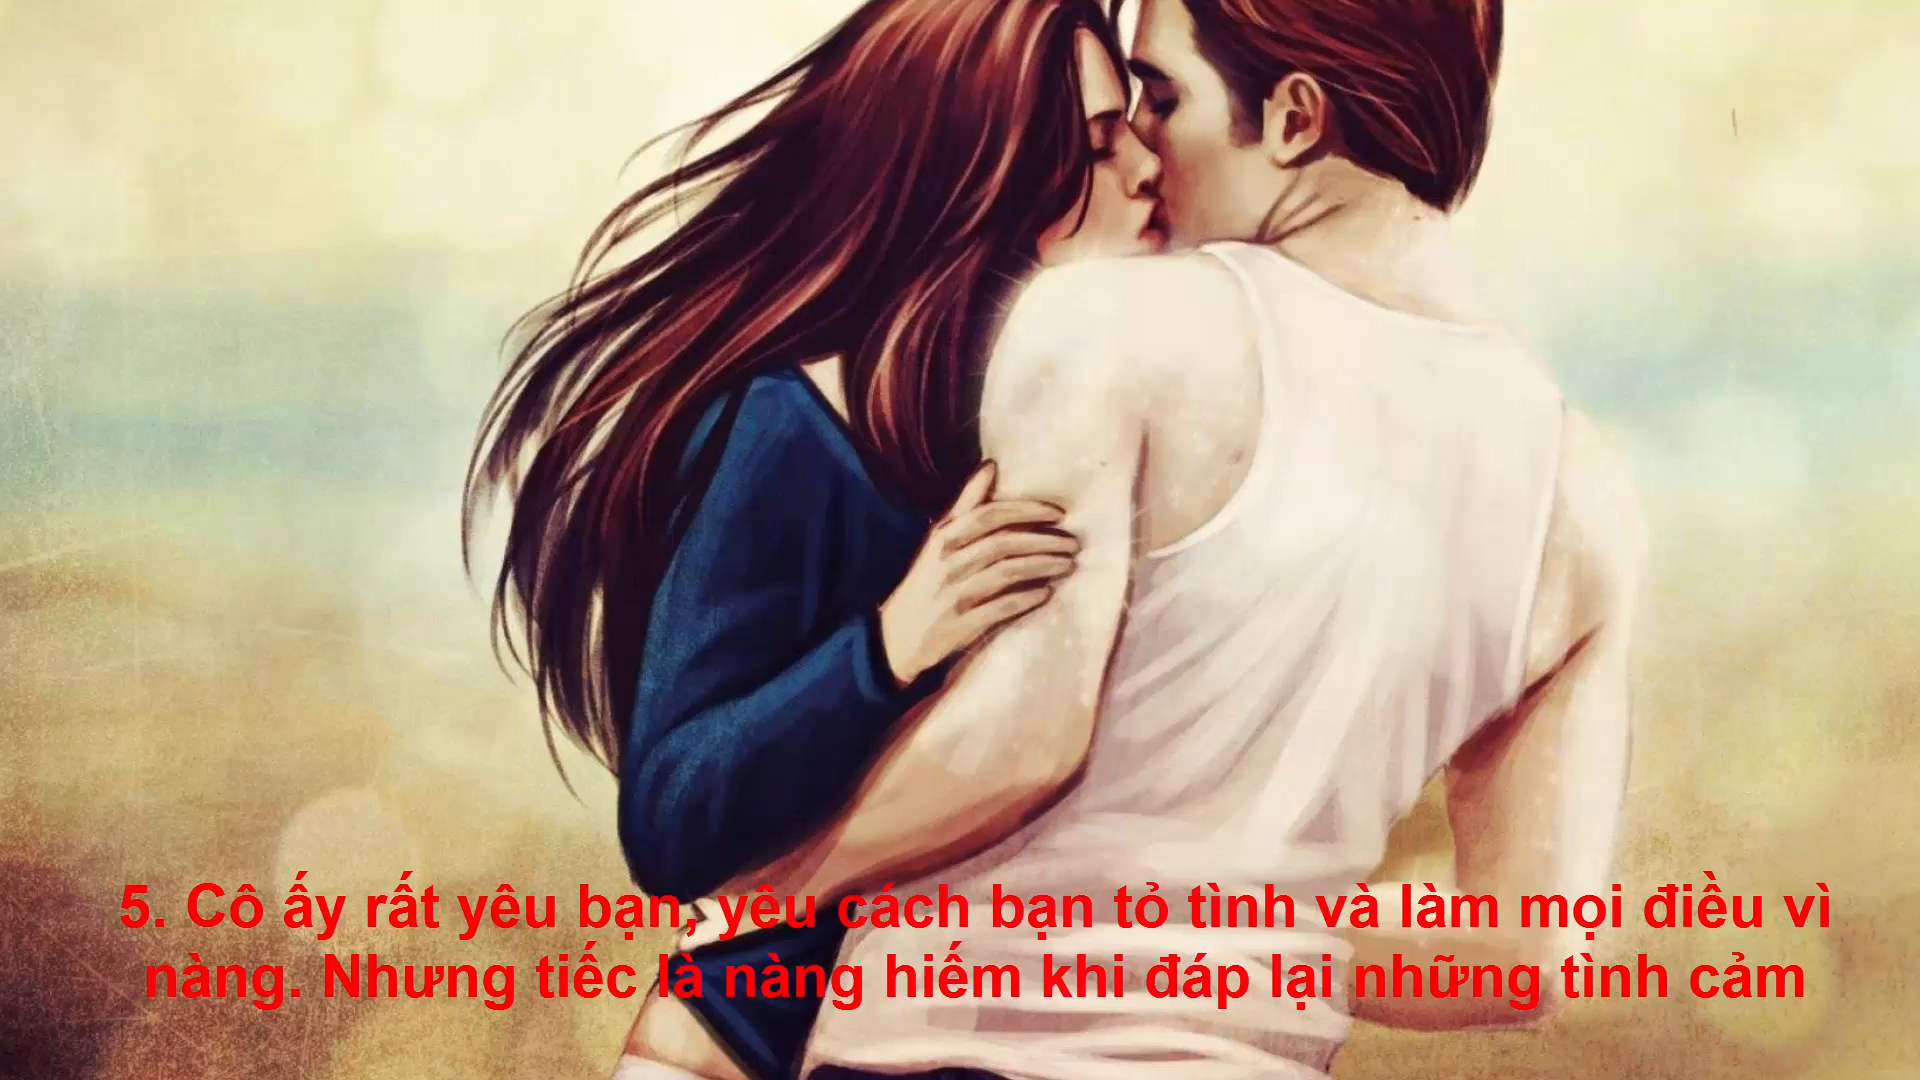 5. Cô ấy rất yêu bạn, yêu cách bạn tỏ tình và làm mọi điều vì
nàng. Nhưng tiếc là nàng hiếm khi đáp lại những tình cảm